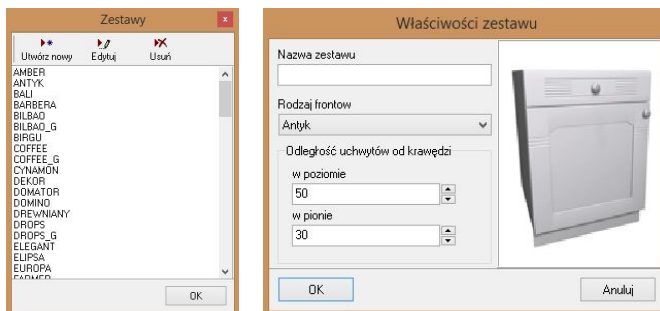 Zestawy
x
Utwórz nowy Edytuj Usuń
AMBER
ANTYK
BALI
BARBERA
BILBAO
BILBAO_G
BIRGU
COFFEE
COFFEE_G
CYNAMON
DEKOR
DOMATOR
DOMINO
DREWNIANY
DROPS
DROPS_G
ELEGANT
ELIPSA
EUROPA
FARMER
OK
Właściwości zestawu
Nazwa zestawu
Rodzaj frontow
Antyk
Odległość uchwytów od krawędzi
w poziomie
50
w pionie
30
OK Anuluj